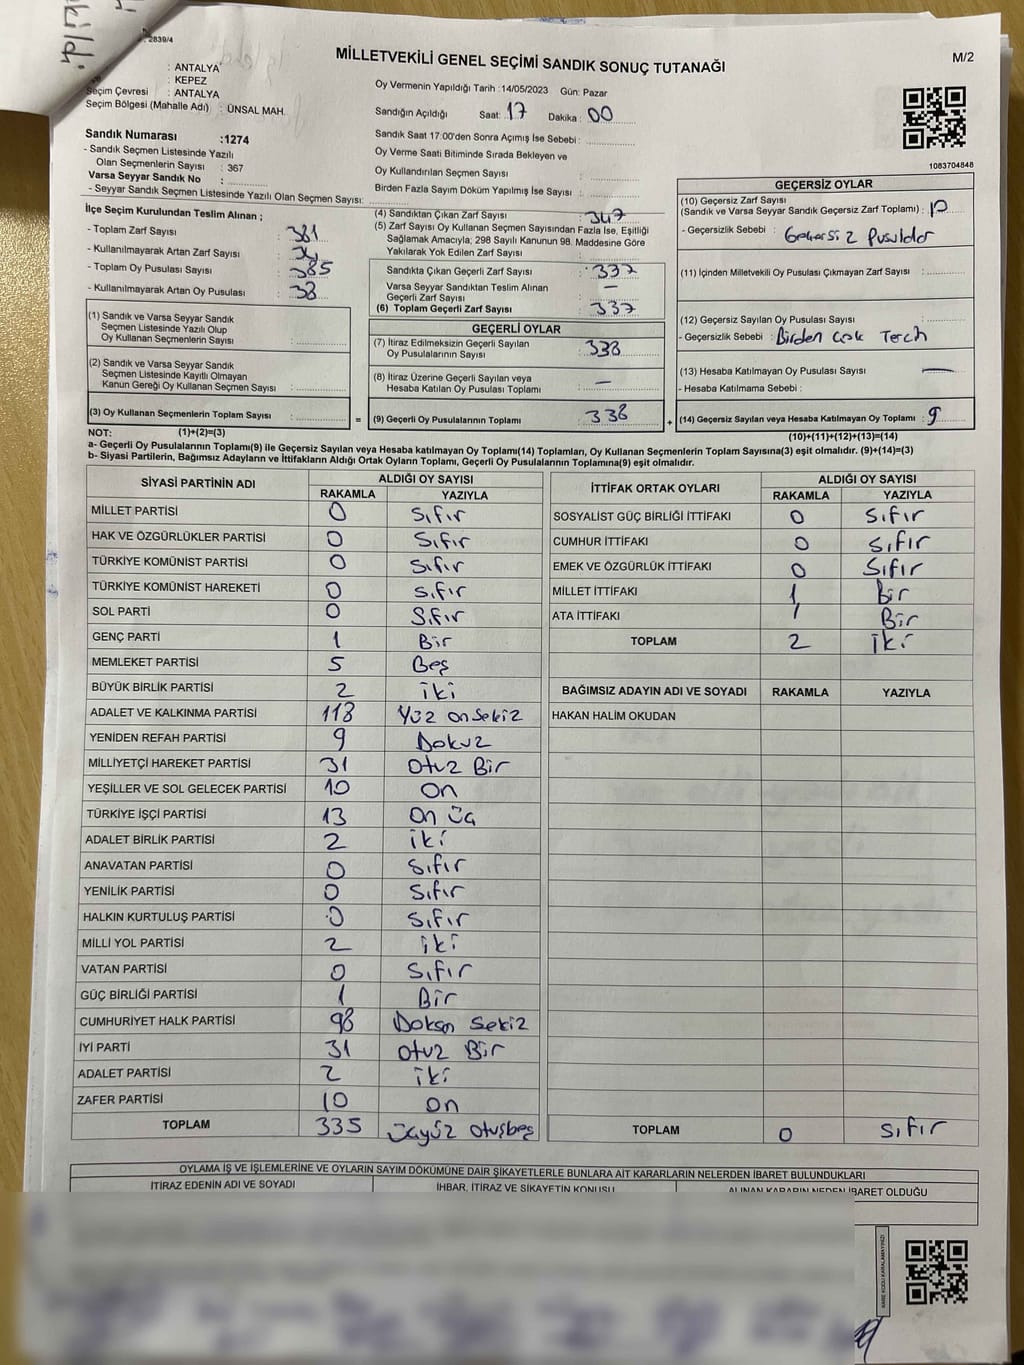 kildi
2839/4
MİLLETVEKİLİ GENEL SEÇİMİ SANDIK SONUÇ TUTANAĞI
M/2
: ANTALYA
: KEPEZ
Seçim Çevresi : ANTALYA
Seçim Bölgesi (Mahalle Adı) : ÜNSAL MAH.
Oy Vermenin Yapıldığı Tarih :14/05/2023 Gün: Pazar
Sandığın Açıldığı Saat: 17 Dakika : 00
Sandık Saat 17:00'den Sonra Açımış İse Sebebi :
Oy Verme Saati Bitiminde Sırada Bekleyen ve
Oy Kullandırılan Seçmen Sayısı :
Birden Fazla Sayım Döküm Yapılmış İse Sayısı :
1083704848
Sandık Numarası :1274
- Sandık Seçmen Listesinde Yazılı
Olan Seçmenlerin Sayısı : 367
Varsa Seyyar Sandık No :
- Seyyar Sandık Seçmen Listesinde Yazılı Olan Seçmen Sayısı:
İlçe Seçim Kurulundan Teslim Alınan ;
- Toplam Zarf Sayısı : 381
- Kullanılmayarak Artan Zarf Sayısı :
- Toplam Oy Pusulası Sayısı : 385
- Kullanılmayarak Artan Oy Pusulası : 38
(1) Sandık ve Varsa Seyyar Sandık
Seçmen Listesinde Yazılı Olup
Oy Kullanan Seçmenlerin Sayısı :
(2) Sandık ve Varsa Seyyar Sandık
Seçmen Listesinde Kayıtlı Olmayan
Kanun Gereği Oy Kullanan Seçmen Sayısı :
(3) Oy Kullanan Seçmenlerin Toplam Sayısı :
=
(4) Sandıktan Çıkan Zarf Sayısı : 347
(5) Zarf Sayısı Oy Kullanan Seçmen Sayısından Fazla İse, Eşitliği
Sağlamak Amacıyla; 298 Sayılı Kanunun 98. Maddesine Göre
Yakılarak Yok Edilen Zarf Sayısı :
Sandıkta Çıkan Geçerli Zarf Sayısı : 337
Varsa Seyyar Sandıktan Teslim Alınan
Geçerli Zarf Sayısı : —
(6) Toplam Geçerli Zarf Sayısı : 337
GEÇERLİ OYLAR
(7) İtiraz Edilmeksizin Geçerli Sayılan
Oy Pusulalarının Sayısı : 338
(8) İtiraz Üzerine Geçerli Sayılan veya
Hesaba Katılan Oy Pusulası Toplamı : —
(9) Geçerli Oy Pusulalarının Toplamı : 338
+
GEÇERSİZ OYLAR
(10) Geçersiz Zarf Sayısı
(Sandık ve Varsa Seyyar Sandık Geçersiz Zarf Toplamı) :
- Geçersizlik Sebebi :
(11) İçinden Milletvekili Oy Pusulası Çıkmayan Zarf Sayısı :
(12) Geçersiz Sayılan Oy Pusulası Sayısı :
- Geçersizlik Sebebi : Birden Çok Terch
(13) Hesaba Katılmayan Oy Pusulası Sayısı : —
- Hesaba Katılmama Sebebi :
(14) Geçersiz Sayılan veya Hesaba Katılmayan Oy Toplamı : 9
NOT: (1)+(2)=(3)
(10)+(11)+(12)+(13)=(14)
a- Geçerli Oy Pusulalarının Toplamı(9) ile Geçersiz Sayılan veya Hesaba katılmayan Oy Toplamı(14) Toplamları, Oy Kullanan Seçmenlerin Toplam Sayısına(3) eşit olmalıdır. (9)+(14)=(3)
b- Siyasi Partilerin, Bağımsız Adayların ve İttifakların Aldığı Ortak Oyların Toplamı, Geçerli Oy Pusulalarının Toplamına(9) eşit olmalıdır.
SİYASİ PARTİNİN ADI ALDIĞI OY SAYISI
RAKAMLA YAZIYLA
MİLLET PARTİSİ 0 Sıfır
HAK VE ÖZGÜRLÜKLER PARTİSİ 0 Sıfır
TÜRKİYE KOMÜNİST PARTİSİ 0 Sıfır
TÜRKİYE KOMÜNİST HAREKETİ 0 Sıfır
SOL PARTİ 0 Sıfır
GENÇ PARTİ 1 Bir
MEMLEKET PARTİSİ 5 Beş
BÜYÜK BİRLİK PARTİSİ 2 iki
ADALET VE KALKINMA PARTİSİ 118 Yüz onsekiz
YENİDEN REFAH PARTİSİ 9 Dokuz
MİLLİYETÇİ HAREKET PARTİSİ 31 otuz Bir
YEŞİLLER VE SOL GELECEK PARTİSİ 10 on
TÜRKİYE İŞÇİ PARTİSİ 13 on üç
ADALET BİRLİK PARTİSİ 2 iki
ANAVATAN PARTİSİ 0 Sıfır
YENİLİK PARTİSİ 0 Sıfır
HALKIN KURTULUŞ PARTİSİ 0 Sıfır
MİLLİ YOL PARTİSİ 2 iki
VATAN PARTİSİ 0 Sıfır
GÜÇ BİRLİĞİ PARTİSİ 1 Bir
CUMHURİYET HALK PARTİSİ 98 Doksan Sekiz
İYİ PARTİ 31 otuz Bir
ADALET PARTİSİ 2 iki
ZAFER PARTİSİ 10 on
TOPLAM 335 üçyüz otuşbeş
İTTİFAK ORTAK OYLARI ALDIĞI OY SAYISI
RAKAMLA YAZIYLA
SOSYALİST GÜÇ BİRLİĞİ İTTİFAKI 0 Sıfır
CUMHUR İTTİFAKI 0 Sıfır
EMEK VE ÖZGÜRLÜK İTTİFAKI 0 Sıfır
MİLLET İTTİFAKI 1 Bir
ATA İTTİFAKI 1 Bir
TOPLAM 2 iki
BAĞIMSIZ ADAYIN ADI VE SOYADI RAKAMLA YAZIYLA
HAKAN HALİM OKUDAN
TOPLAM 0 Sıfır
OYLAMA İŞ VE İŞLEMLERİNE VE OYLARIN SAYIM DÖKÜMÜNE DAİR ŞİKAYETLERLE BUNLARA AİT KARARLARIN NELERDEN İBARET BULUNDUKLARI
İTİRAZ EDENİN ADI VE SOYADI İHBAR, İTİRAZ VE ŞİKAYETİN KONUSU ALINAN KARARIN NEDEN İBARET OLDUĞU
KARE KODU KARALAMAYINIZ!